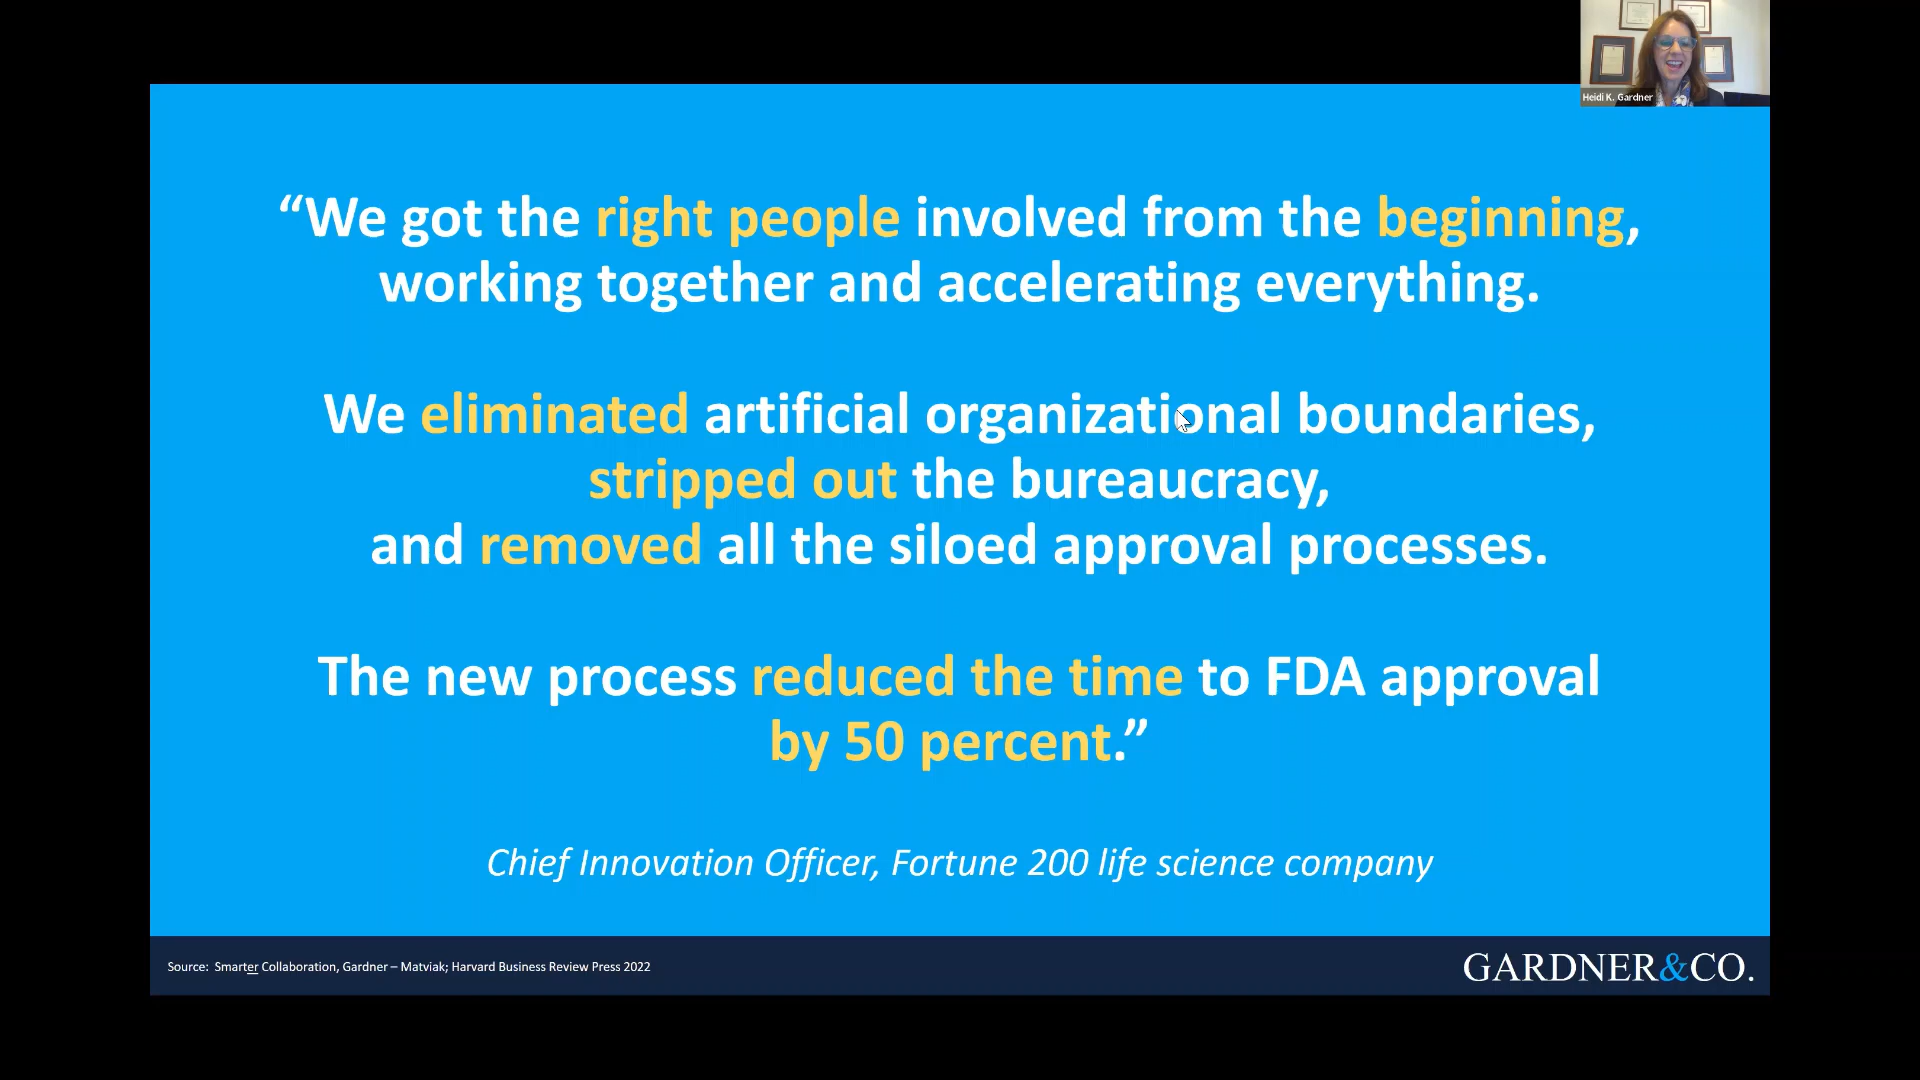 Heidi K. Gardner
“We got the right people involved from the beginning,
working together and accelerating everything.
We eliminated artificial organizational boundaries,
stripped out the bureaucracy,
and removed all the siloed approval processes.
The new process reduced the time to FDA approval
by 50 percent.”
Chief Innovation Officer, Fortune 200 life science company
Source: Smarter Collaboration, Gardner – Matviak; Harvard Business Review Press 2022
GARDNER&CO.